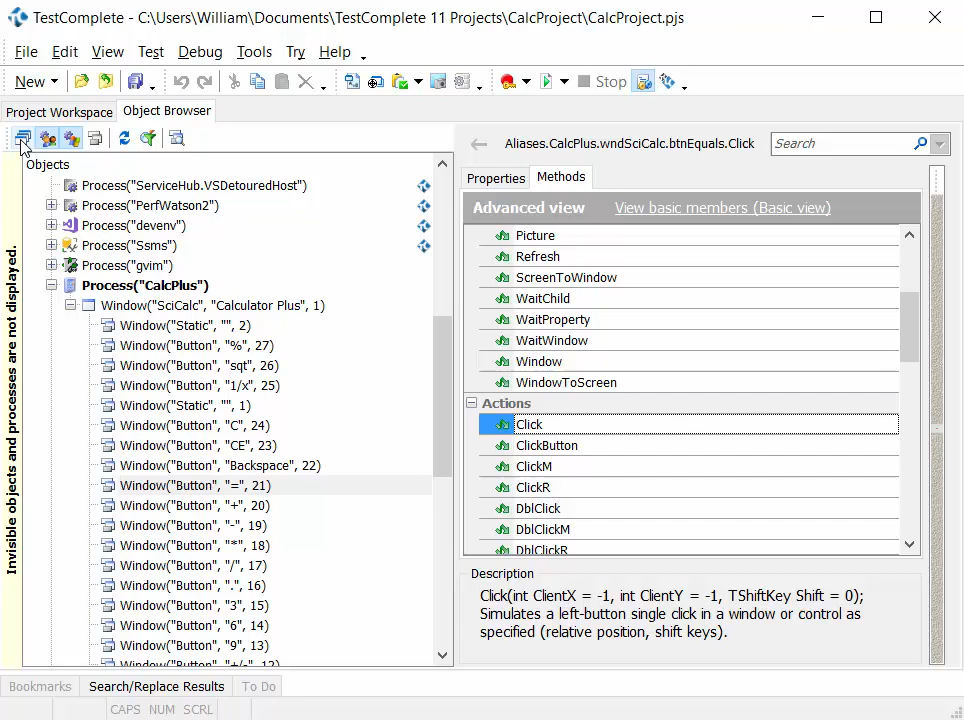 TestComplete - C:\Users\William\Documents\TestComplete 11 Projects\CalcProject\CalcProject.pjs
File Edit View Test Debug Tools Try Help
New Stop
Project Workspace Object Browser
Aliases.CalcPlus.wndSciCalc.btnEquals.Click Search
Invisible objects and processes are not displayed.
Objects
Process("ServiceHub.VSDetouredHost")
Process("PerfWatson2")
Process("devenv")
Process("Ssms")
Process("gvim")
Process("CalcPlus")
Window("SciCalc", "Calculator Plus", 1)
Window("Static", "", 2)
Window("Button", "%", 27)
Window("Button", "sqt", 26)
Window("Button", "1/x", 25)
Window("Static", "", 1)
Window("Button", "C", 24)
Window("Button", "CE", 23)
Window("Button", "Backspace", 22)
Window("Button", "=", 21)
Window("Button", "+", 20)
Window("Button", "-", 19)
Window("Button", "*", 18)
Window("Button", "/", 17)
Window("Button", ".", 16)
Window("Button", "3", 15)
Window("Button", "6", 14)
Window("Button", "9", 13)
Window("Button", "+/-", 12)
Properties Methods
Advanced view View basic members (Basic view)
Picture
Refresh
ScreenToWindow
WaitChild
WaitProperty
WaitWindow
Window
WindowToScreen
Actions
Click
ClickButton
ClickM
ClickR
DblClick
DblClickM
DblClickR
Description
Click(int ClientX = -1, int ClientY = -1, TShiftKey Shift = 0);
Simulates a left-button single click in a window or control as
specified (relative position, shift keys).
Bookmarks Search/Replace Results To Do
CAPS NUM SCRL